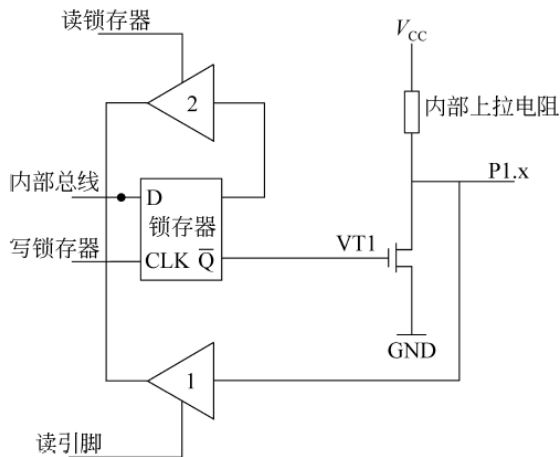 读锁存器
V_CC
2
内部上拉电阻
内部总线
D
锁存器
P1.x
写锁存器
CLK Q̅
VT1
GND
1
读引脚